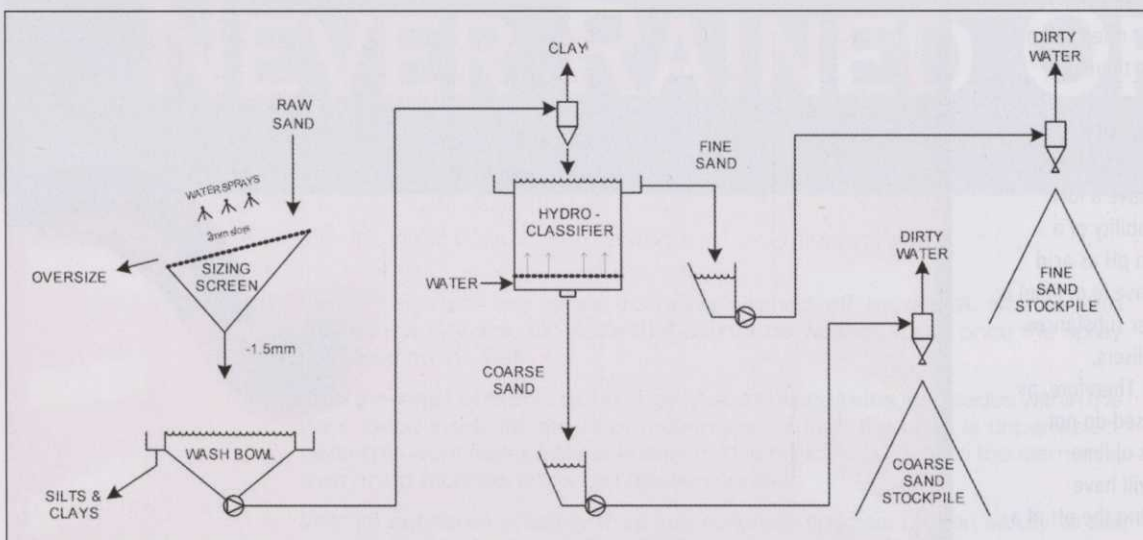 CLAY
DIRTY
WATER
RAW
SAND
WATER SPRAYS
2mm slots
OVERSIZE
SIZING
SCREEN
-1.5mm
WASH BOWL
SILTS &
CLAYS
HYDRO -
CLASSIFIER
WATER
COARSE
SAND
FINE
SAND
DIRTY
WATER
FINE
SAND
STOCKPILE
COARSE
SAND
STOCKPILE